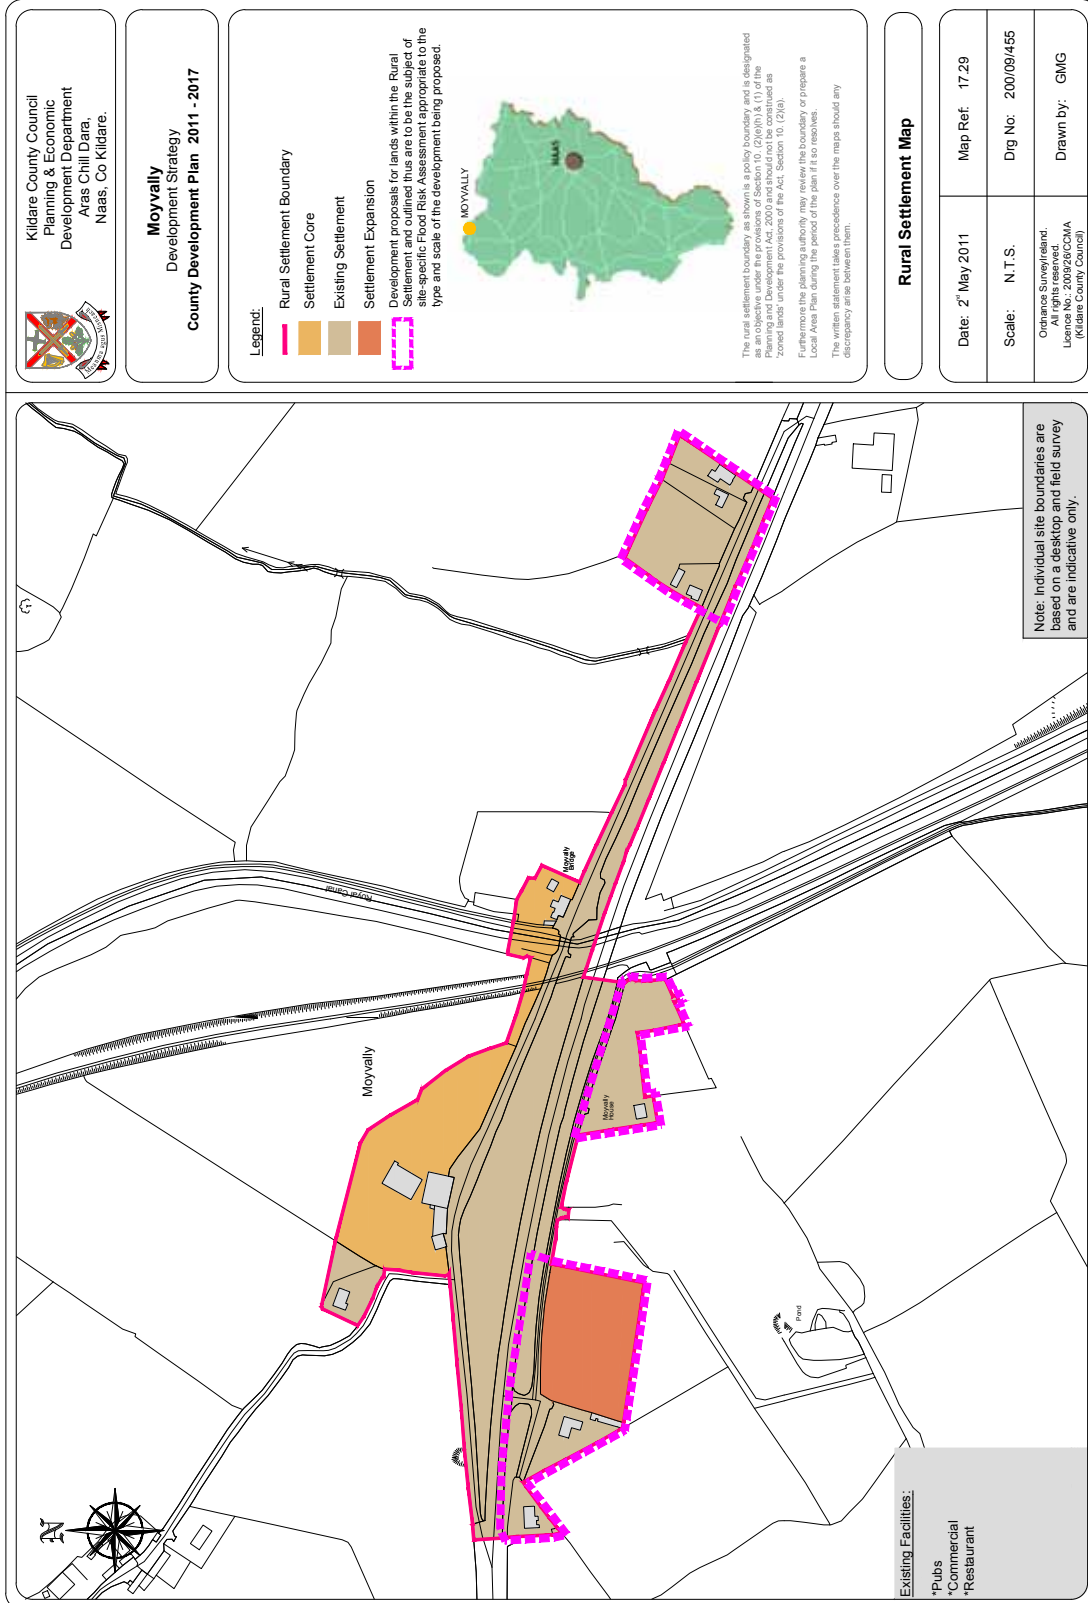 Kildare County Council
Planning & Economic
Development Department
Aras Chill Dara,
Naas, Co Kildare.
Moyvally
Development Strategy
County Development Plan 2011 - 2017
Legend:
Rural Settlement Boundary
Settlement Core
Existing Settlement
Settlement Expansion
Development proposals for lands within the Rural
Settlement and outlined thus are to be the subject of
site-specific Flood Risk Assessment appropriate to the
type and scale of the development being proposed.
MOYVALLY
NAAS
The rural settlement boundary as shown is a policy boundary and is designated
as an objective under the provisions of Section 10, (2)(e)(h) & (1) of the
Planning and Development Act, 2000 and should not be construed as
'zoned lands' under the provisions of the Act, Section 10, (2)(a).
Furthermore the planning authority may review the boundary or prepare a
Local Area Plan during the period of the plan if it so resolves.
The written statement takes precedence over the maps should any
discrepancy arise between them.
Rural Settlement Map
Date: 2nd May 2011
Map Ref: 17.29
Scale: N.T.S.
Drg No: 200/09/455
Ordnance Survey Ireland.
All rights reserved.
Licence No.: 2009/26/CCMA
(Kildare County Council)
Drawn by: GMG
Royal Canal
Moyvally
Bridge
Moyvally
Moyvally
House
Pond
N
Note: Individual site boundaries are
based on a desktop and field survey
and are indicative only.
Existing Facilities:
*Pubs
*Commercial
*Restaurant